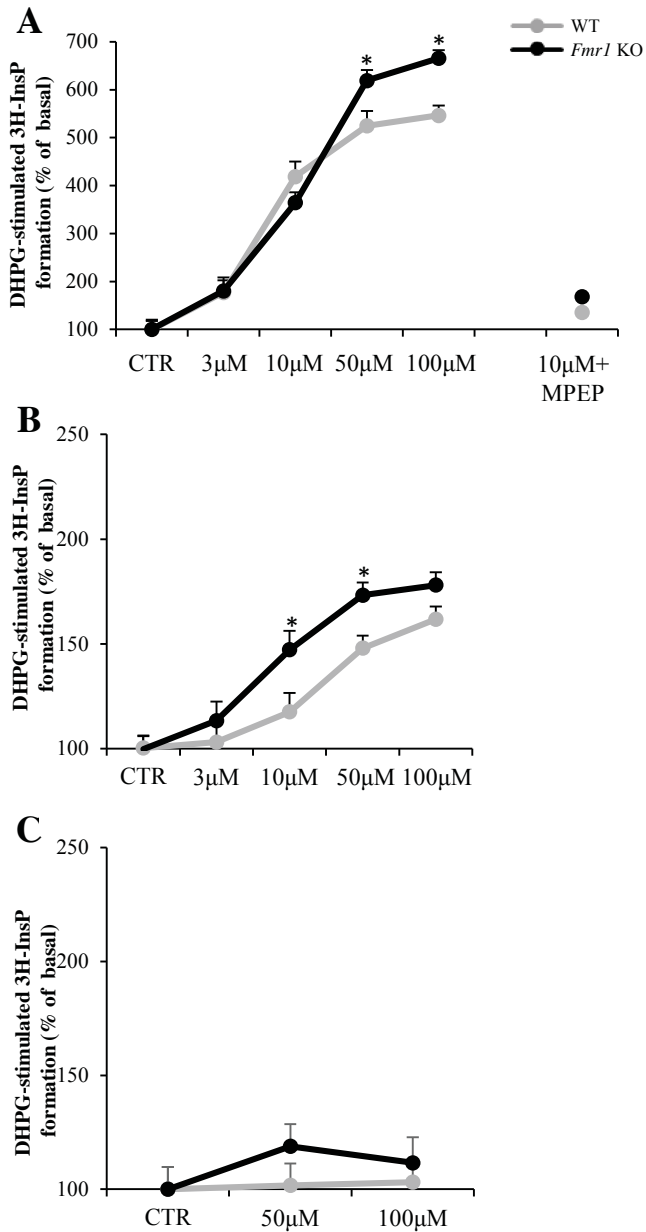 A
WT
Fmr1 KO
DHPG-stimulated 3H-InsP
formation (% of basal)
700
*
*
600
500
400
300
200
100
CTR
3μM
10μM
50μM
100μM
10μM+
MPEP
B
DHPG-stimulated 3H-InsP
formation (% of basal)
250
200
*
*
150
100
CTR
3μM
10μM
50μM
100μM
C
DHPG-stimulated 3H-InsP
formation (% of basal)
250
200
150
100
CTR
50μM
100μM